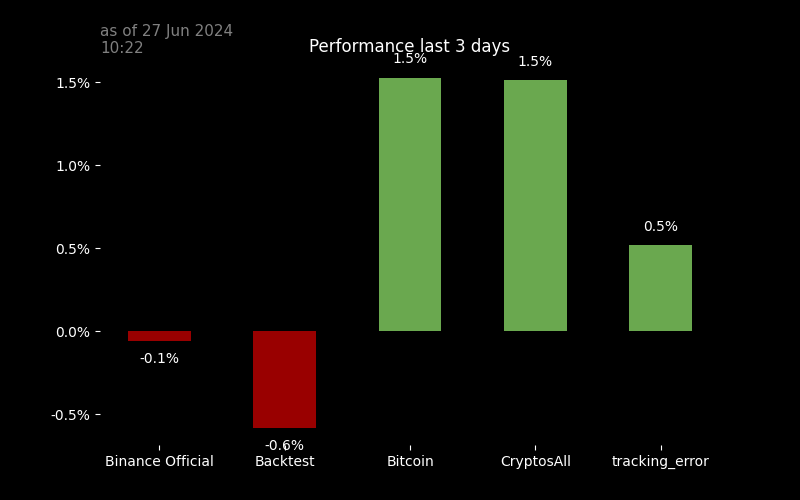 as of 27 Jun 2024
10:22
Performance last 3 days
1.5%
1.5%
1.5%
1.0%
0.5%
0.5%
0.0%
-0.1%
-0.5%
-0.6%
Binance Official
Backtest
Bitcoin
CryptosAll
tracking_error